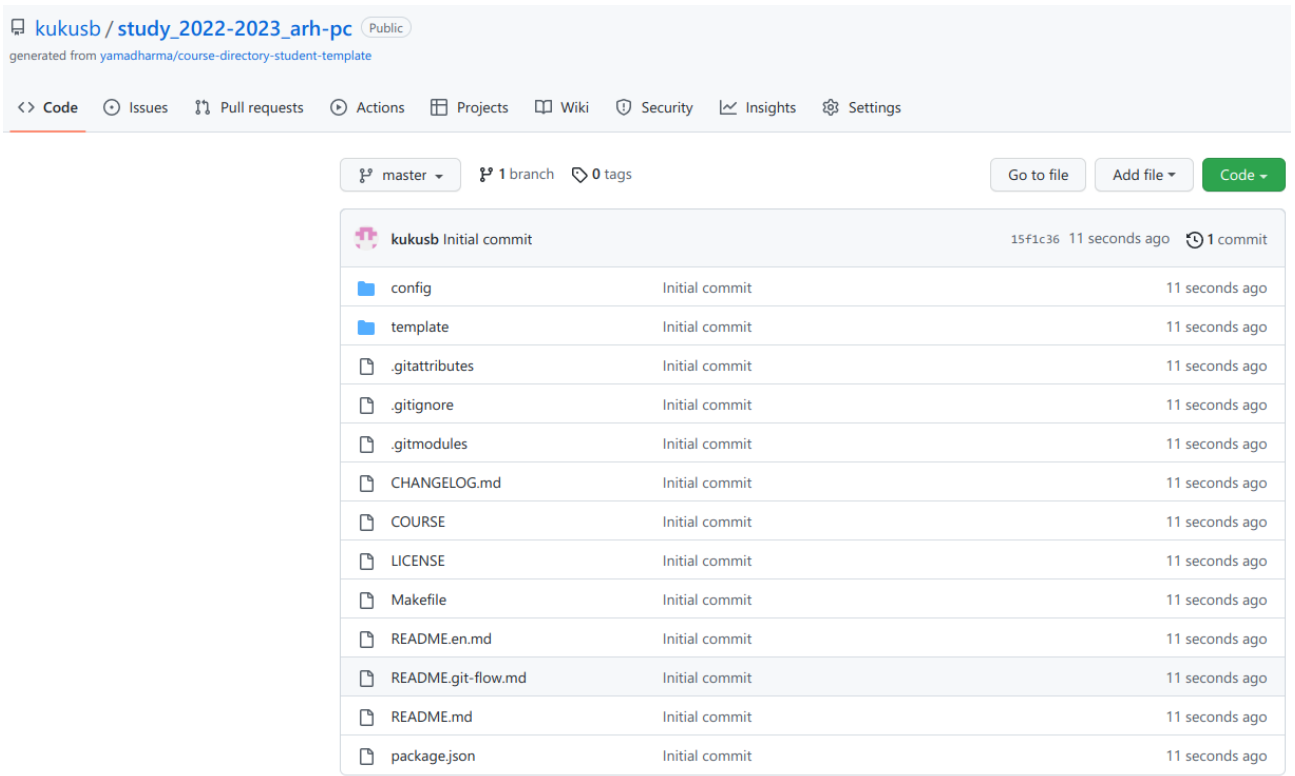 kukusb / study_2022-2023_arh-pc Public
generated from yamadharma/course-directory-student-template
Code Issues Pull requests Actions Projects Wiki Security Insights Settings
master 1 branch 0 tags Go to file Add file Code
kukusb Initial commit 15f1c36 11 seconds ago 1 commit
config Initial commit 11 seconds ago
template Initial commit 11 seconds ago
.gitattributes Initial commit 11 seconds ago
.gitignore Initial commit 11 seconds ago
.gitmodules Initial commit 11 seconds ago
CHANGELOG.md Initial commit 11 seconds ago
COURSE Initial commit 11 seconds ago
LICENSE Initial commit 11 seconds ago
Makefile Initial commit 11 seconds ago
README.en.md Initial commit 11 seconds ago
README.git-flow.md Initial commit 11 seconds ago
README.md Initial commit 11 seconds ago
package.json Initial commit 11 seconds ago